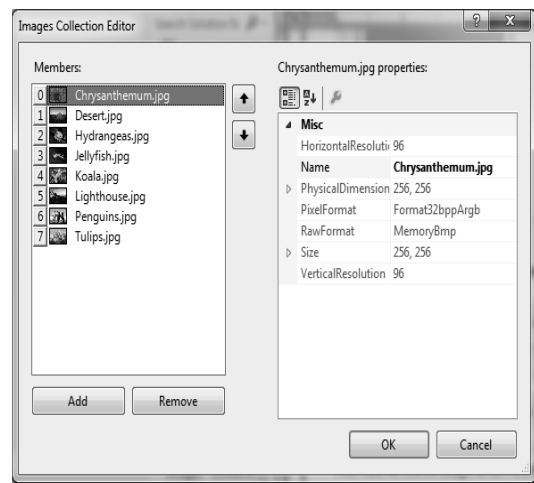 Images Collection Editor
Members:
0 Chrysanthemum.jpg
1 Desert.jpg
2 Hydrangeas.jpg
3 Jellyfish.jpg
4 Koala.jpg
5 Lighthouse.jpg
6 Penguins.jpg
7 Tulips.jpg
Add Remove
Chrysanthemum.jpg properties:
Misc
HorizontalResoluti 96
Name Chrysanthemum.jpg
PhysicalDimension 256, 256
PixelFormat Format32bppArgb
RawFormat MemoryBmp
Size 256, 256
VerticalResolution 96
OK Cancel